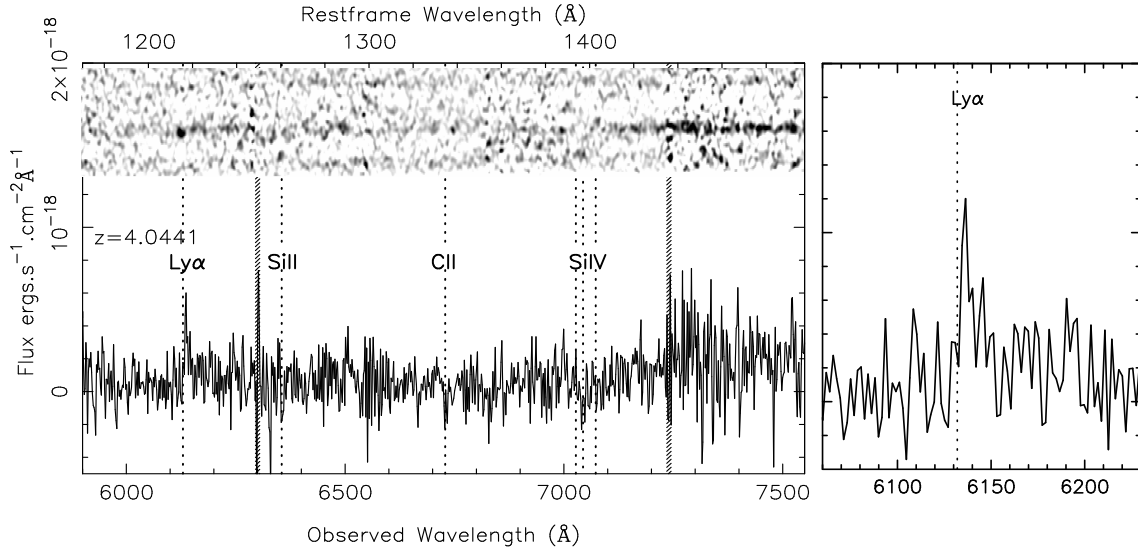 Restframe Wavelength (Å)
1200 1300 1400
2×10⁻¹⁸
10⁻¹⁸
0
Flux ergs.s⁻¹.cm⁻²Å⁻¹
z=4.0441
Lyα SiII CII SiIV
6000 6500 7000 7500
Observed Wavelength (Å)
Lyα
6100 6150 6200